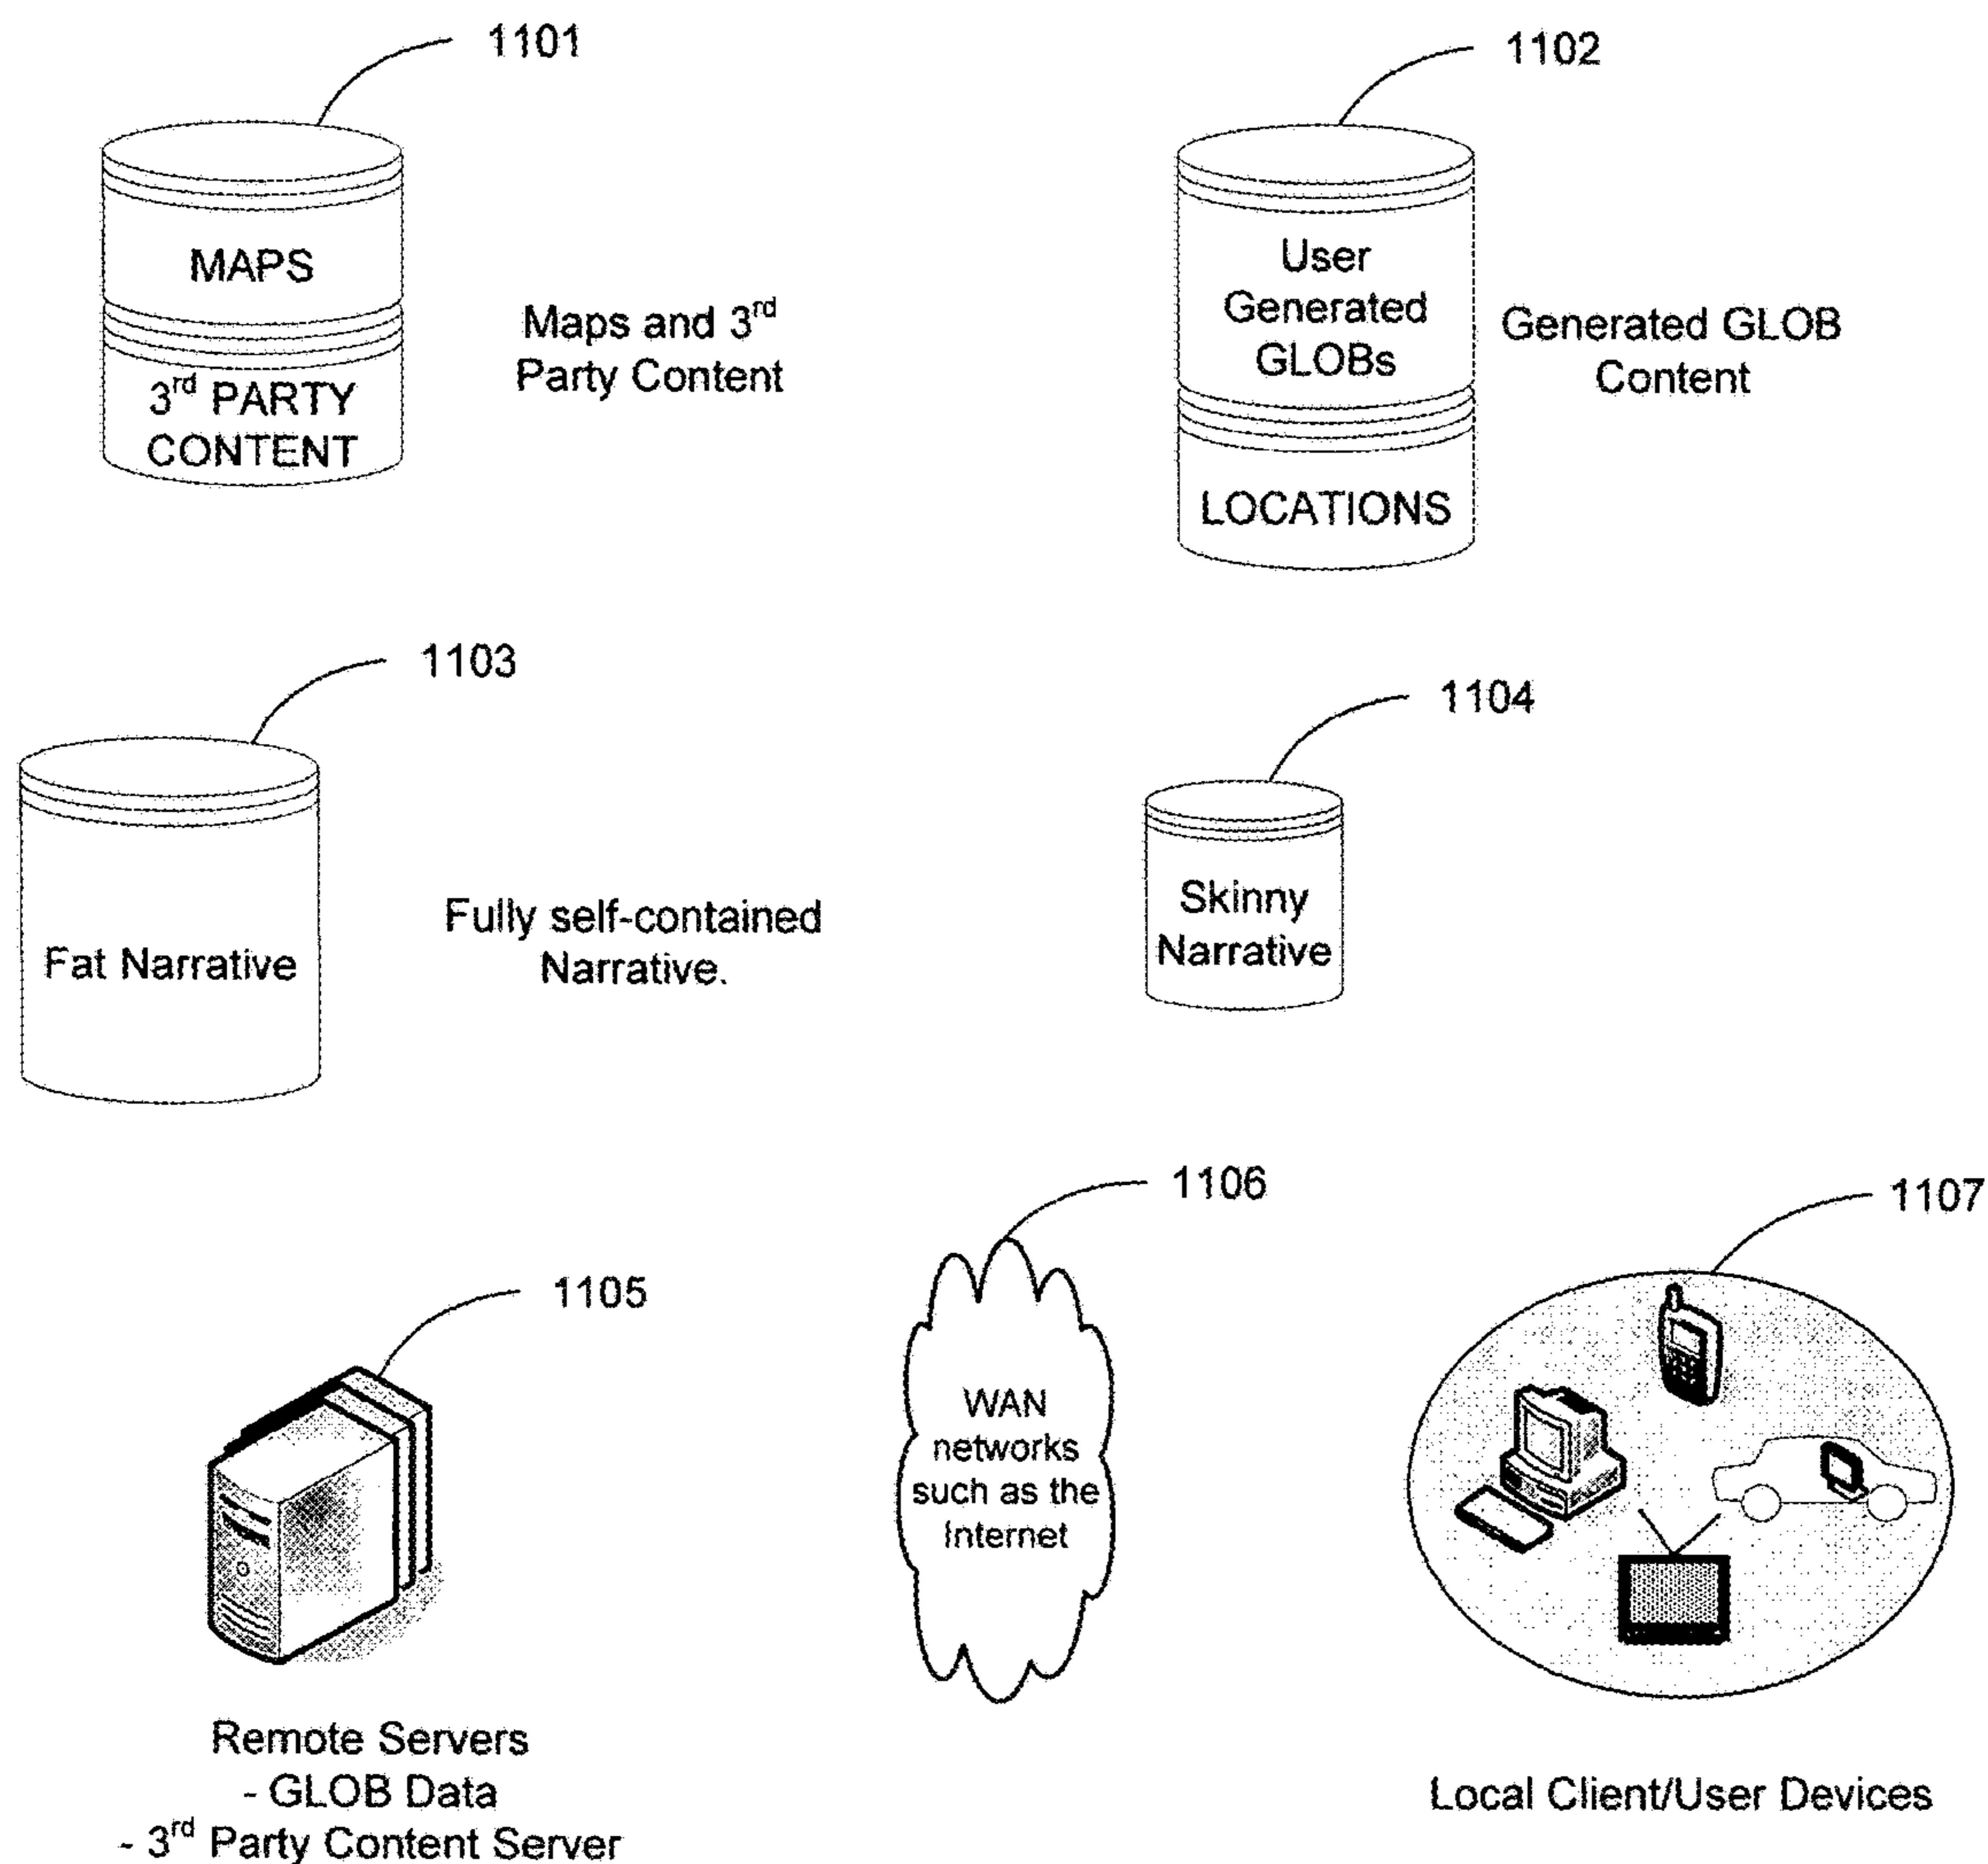 1101
1102
MAPS
3rd PARTY
CONTENT
Maps and 3rd
Party Content
User
Generated
GLOBs
LOCATIONS
Generated GLOB
Content
1103
1104
Fat Narrative
Fully self-contained
Narrative.
Skinny
Narrative
1105
1106
1107
WAN
networks
such as the
Internet
Remote Servers
- GLOB Data
- 3rd Party Content Server
Local Client/User Devices